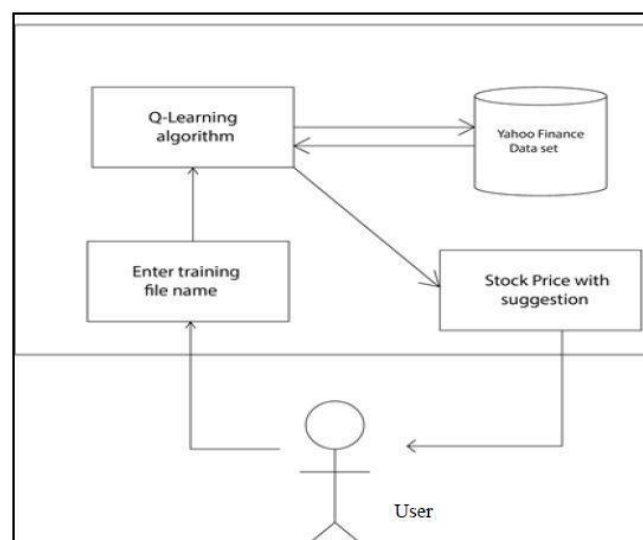 Q-Learning
algorithm
Yahoo Finance
Data set
Enter training
file name
Stock Price with
suggestion
User